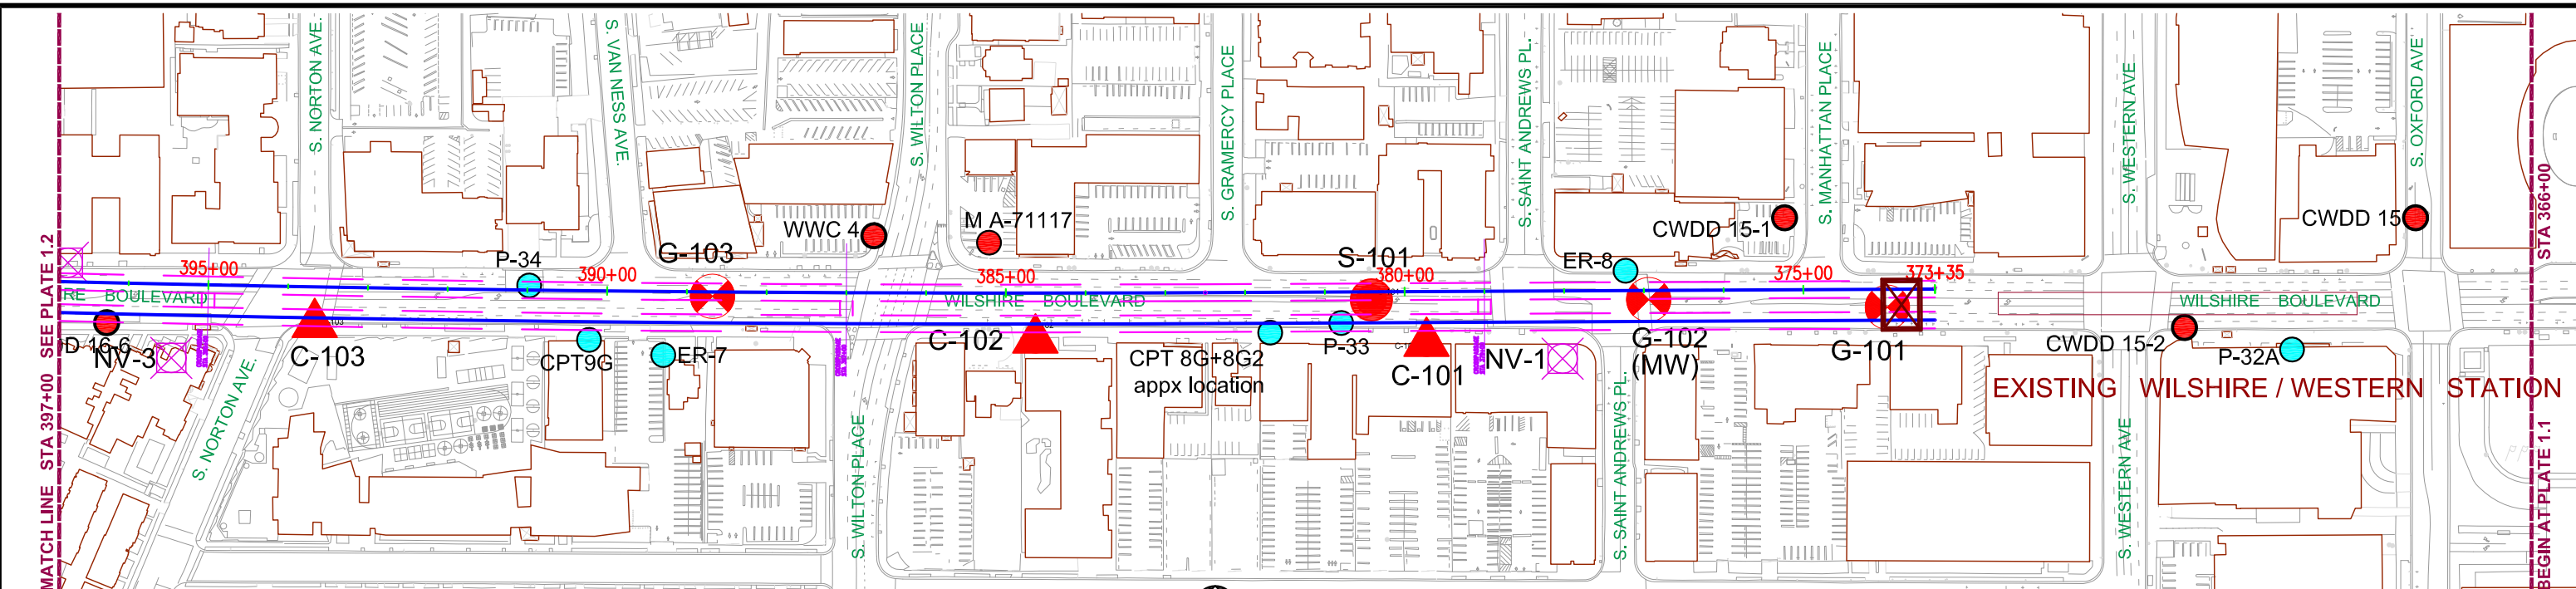 MATCH LINE STA 397+00 SEE PLATE 1.2
S. NORTON AVE.
S. VAN NESS AVE.
S. WILTON PLACE
S. GRAMERCY PLACE
S. SAINT ANDREWS PL.
S. MANHATTAN PLACE
S. WESTERN AVE.
S. OXFORD AVE
STA 366+00
WWC 4
M A-71117
CWDD 15-1
CWDD 15
P-34
G-103
S-101
ER-8
395+00
390+00
385+00
380+00
375+00
373+35
RE BOULEVARD
WILSHIRE BOULEVARD
WILSHIRE BOULEVARD
D 16-6
NV-3
C-103
CPT9G
ER-7
C-102
CPT 8G+8G2
appx location
P-33
C-101
NV-1
G-102
(MW)
G-101
CWDD 15-2
P-32A
EXISTING WILSHIRE / WESTERN STATION
S. NORTON AVE.
S. WILTON PLACE
S. SAINT ANDREWS PL.
S. WESTERN AVE
BEGIN AT PLATE 1.1